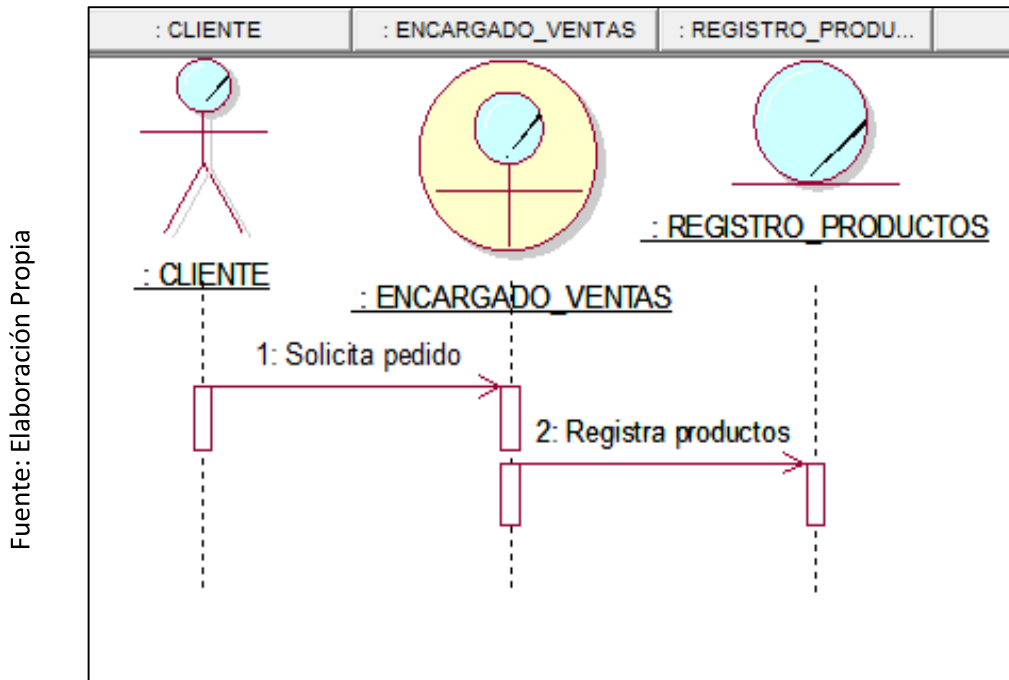 : CLIENTE
: ENCARGADO_VENTAS
: REGISTRO_PRODU...
: REGISTRO_PRODUCTOS
: CLIENTE
: ENCARGADO_VENTAS
1: Solicita pedido
2: Registra productos
Fuente: Elaboración Propia